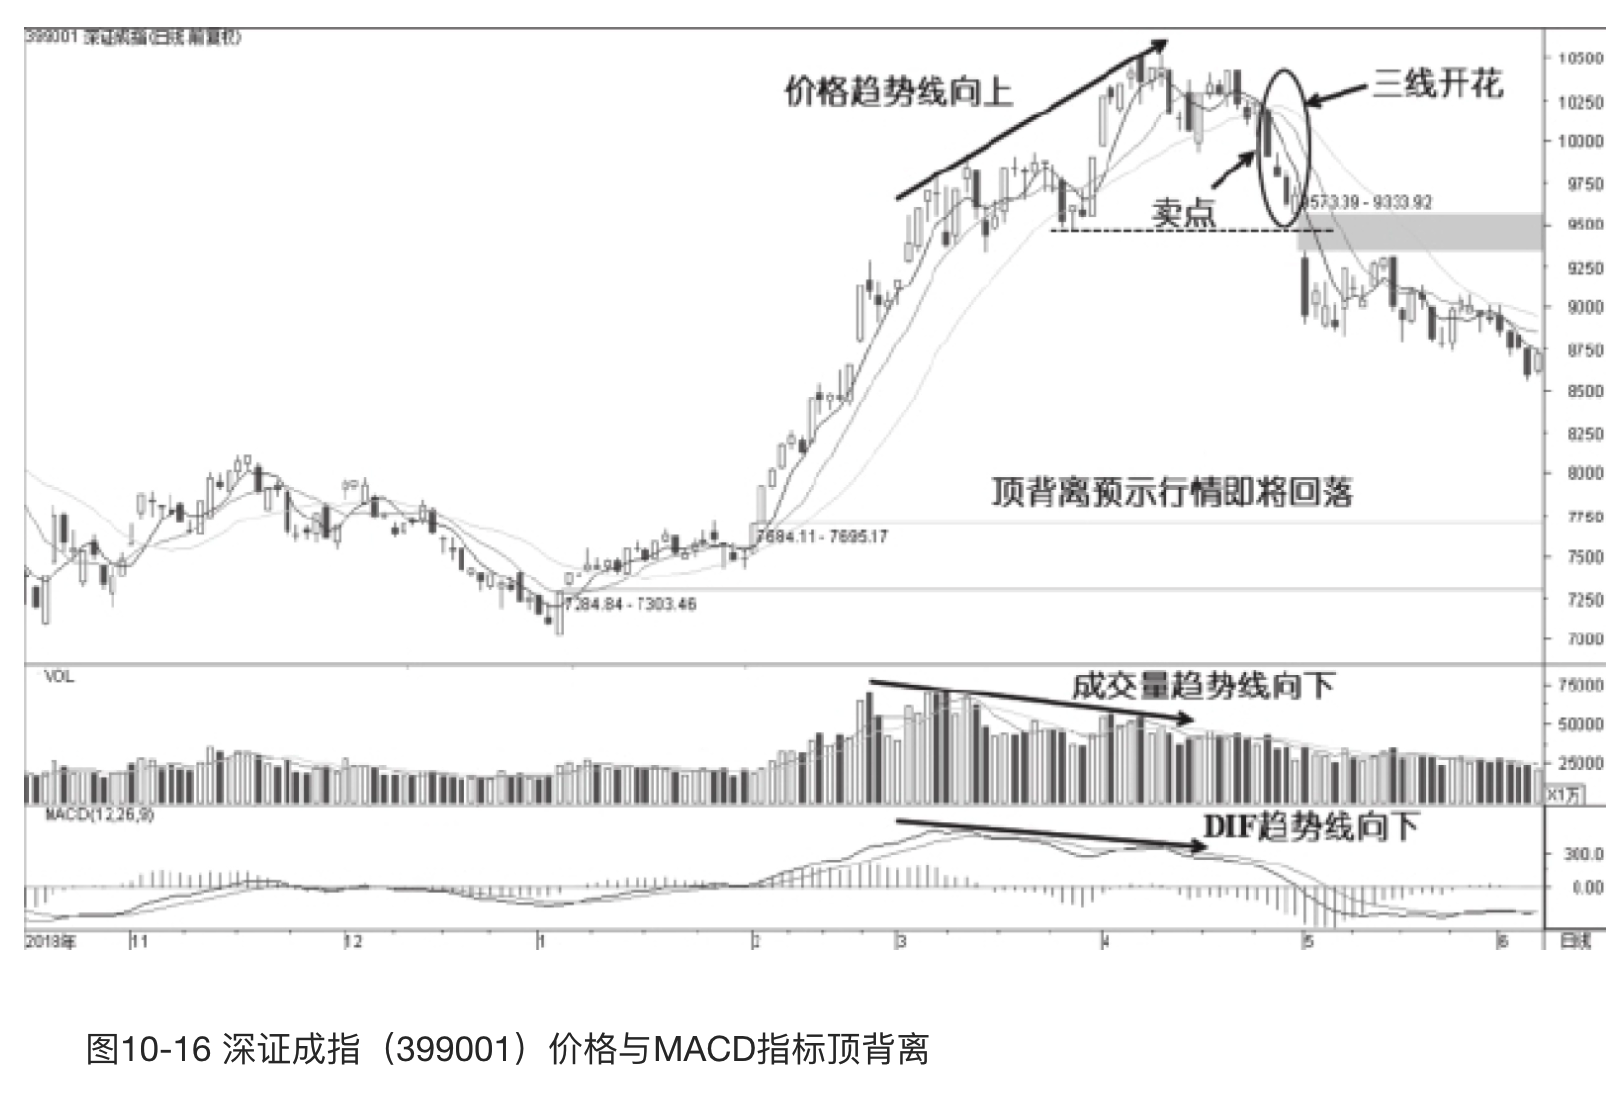 399001 深证成指(日线 前复权)
10500
价格趋势线向上
三线开花
10250
10000
9750
卖点
9573.39 - 9333.92
9500
9250
9000
8750
8500
8250
8000
顶背离预示行情即将回落
7750
7684.11 - 7695.17
7500
7284.84 - 7303.46
7250
7000
VOL
成交量趋势线向下
75000
50000
25000
X1万
MACD(12,26,9)
DIF趋势线向下
300.0
0.00
2018年 11 12 1 2 3 4 5 6 日线
图10-16 深证成指（399001）价格与MACD指标顶背离